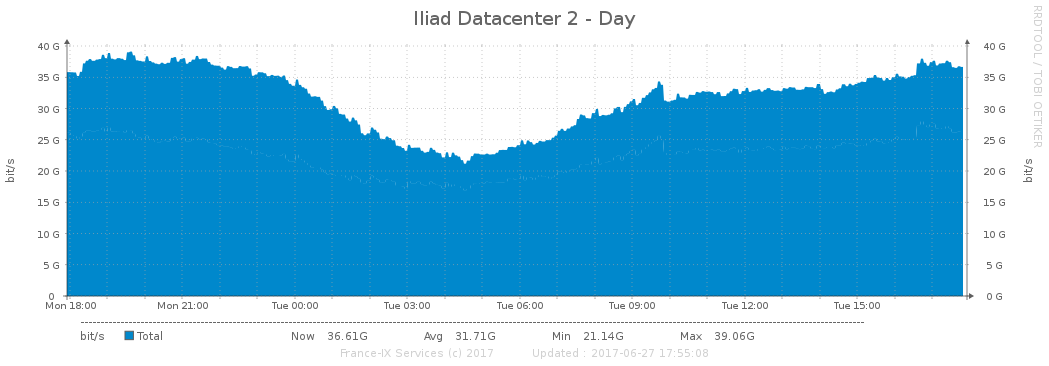 Iliad Datacenter 2 - Day
RRDTOOL / TOBI OETIKER
40 G 40 G
35 G 35 G
30 G 30 G
25 G 25 G
20 G 20 G
15 G 15 G
10 G 10 G
5 G 5 G
0 0 G
bit/s bit/s
Mon 18:00 Mon 21:00 Tue 00:00 Tue 03:00 Tue 06:00 Tue 09:00 Tue 12:00 Tue 15:00
bit/s Total Now 36.61G Avg 31.71G Min 21.14G Max 39.06G
France-IX Services (c) 2017 Updated : 2017-06-27 17:55:08